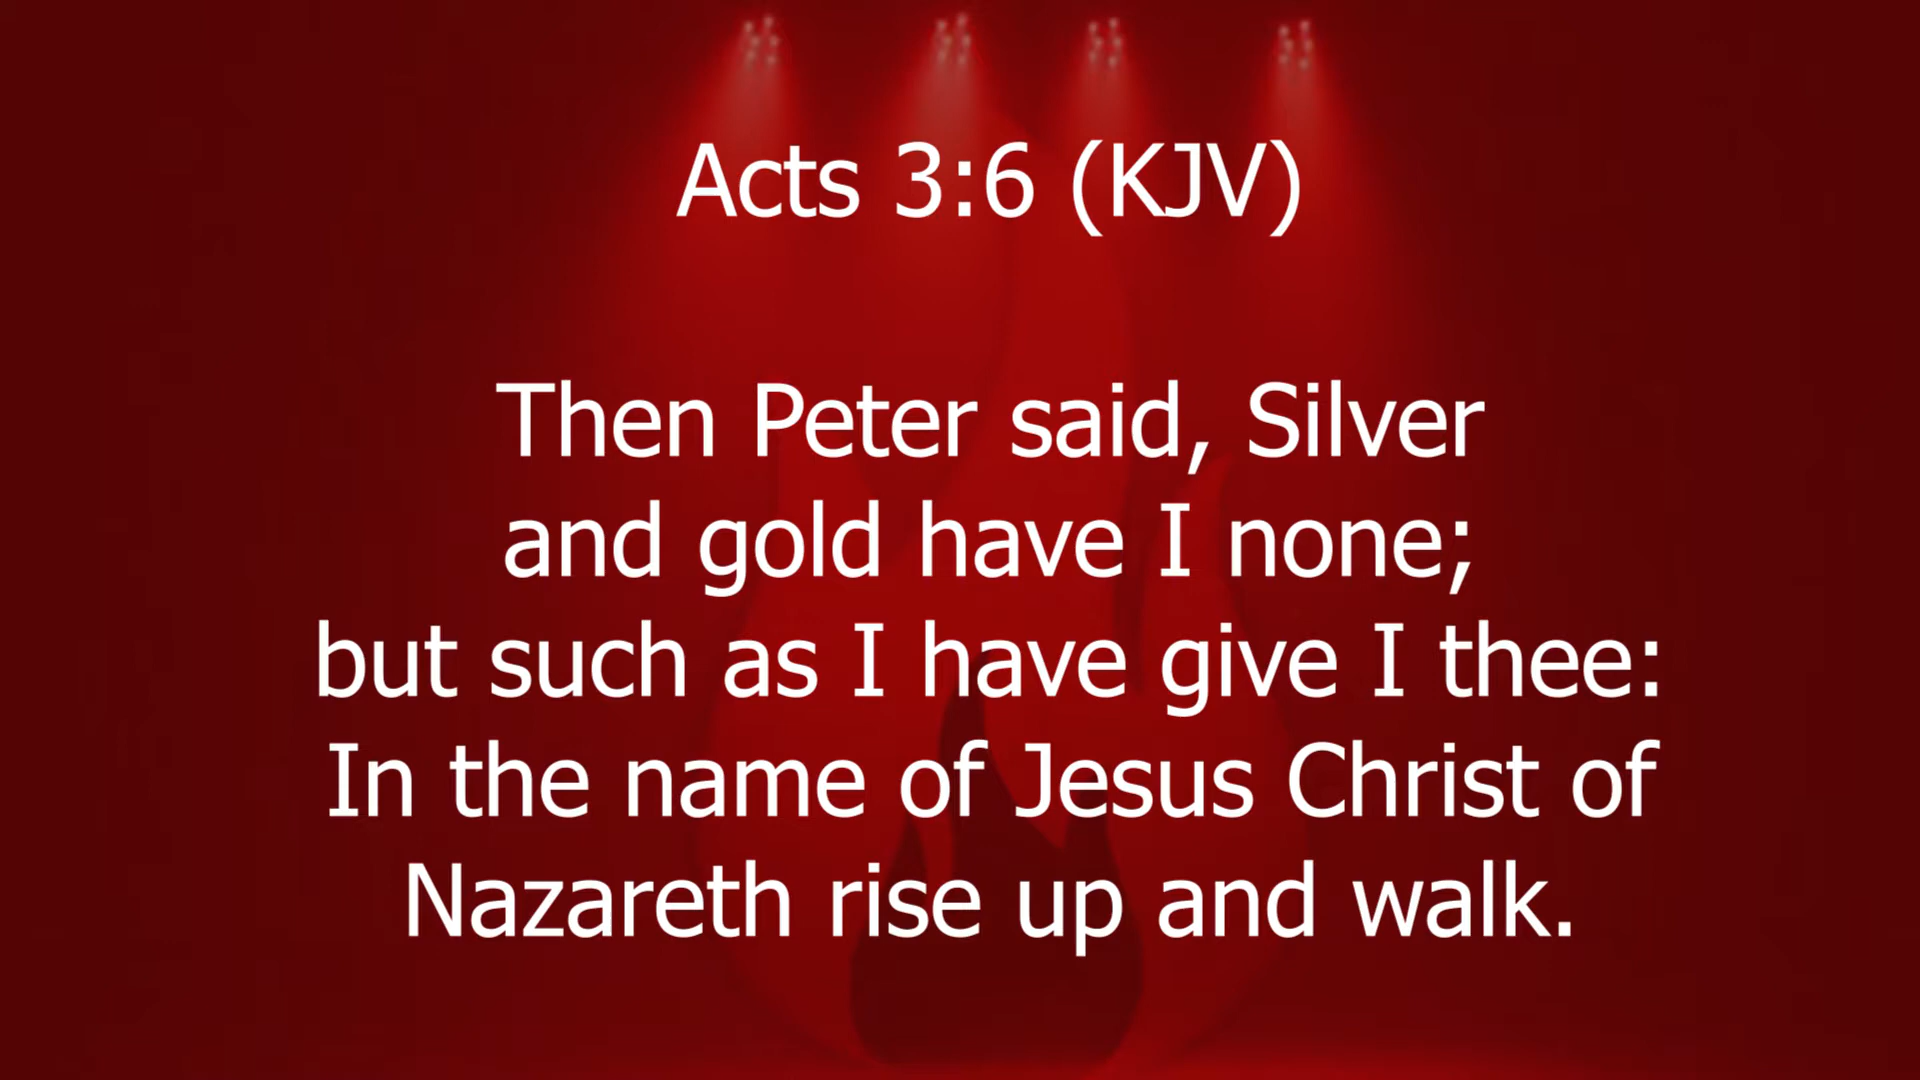 Acts 3:6 (KJV)
Then Peter said, Silver
and gold have I none;
but such as I have give I thee:
In the name of Jesus Christ of
Nazareth rise up and walk.